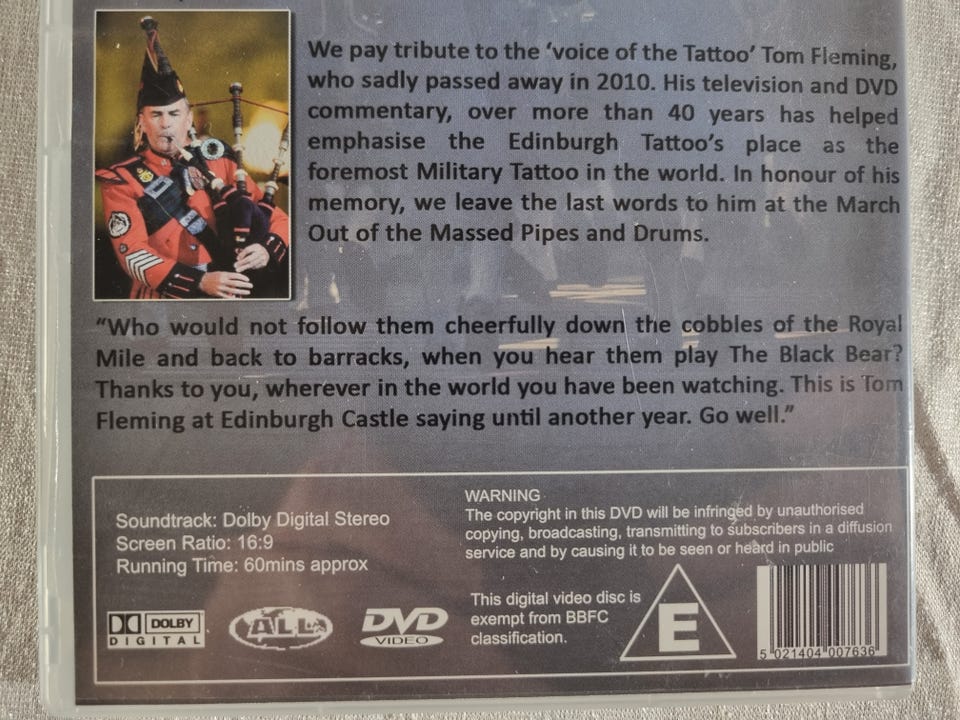 We pay tribute to the ‘voice of the Tattoo’ Tom Fleming,
who sadly passed away in 2010. His television and DVD
commentary, over more than 40 years has helped
emphasise the Edinburgh Tattoo’s place as the
foremost Military Tattoo in the world. In honour of his
memory, we leave the last words to him at the March
Out of the Massed Pipes and Drums.
“Who would not follow them cheerfully down the cobbles of the Royal
Mile and back to barracks, when you hear them play The Black Bear?
Thanks to you, wherever in the world you have been watching. This is Tom
Fleming at Edinburgh Castle saying until another year. Go well.”
Soundtrack: Dolby Digital Stereo
Screen Ratio: 16:9
Running Time: 60mins approx
WARNING
The copyright in this DVD will be infringed by unauthorised
copying, broadcasting, transmitting to subscribers in a diffusion
service and by causing it to be seen or heard in public
DOLBY
DIGITAL
ALL
DVD
VIDEO
This digital video disc is
exempt from BBFC
classification.
E
5 021404 007636